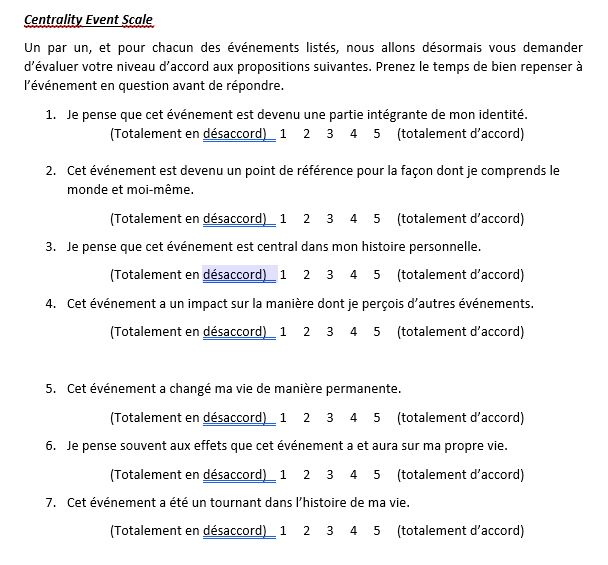 Centrality Event Scale
Un par un, et pour chacun des événements listés, nous allons désormais vous demander
d'évaluer votre niveau d'accord aux propositions suivantes. Prenez le temps de bien repenser à
l'événement en question avant de répondre.
1. Je pense que cet événement est devenu une partie intégrante de mon identité.
(Totalement en désaccord) 1 2 3 4 5 (totalement d'accord)
2. Cet événement est devenu un point de référence pour la façon dont je comprends le
monde et moi-même.
(Totalement en désaccord) 1 2 3 4 5 (totalement d'accord)
3. Je pense que cet événement est central dans mon histoire personnelle.
(Totalement en désaccord) 1 2 3 4 5 (totalement d'accord)
4. Cet événement a un impact sur la manière dont je perçois d'autres événements.
(Totalement en désaccord) 1 2 3 4 5 (totalement d'accord)
5. Cet événement a changé ma vie de manière permanente.
(Totalement en désaccord) 1 2 3 4 5 (totalement d'accord)
6. Je pense souvent aux effets que cet événement a et aura sur ma propre vie.
(Totalement en désaccord) 1 2 3 4 5 (totalement d'accord)
7. Cet événement a été un tournant dans l'histoire de ma vie.
(Totalement en désaccord) 1 2 3 4 5 (totalement d'accord)